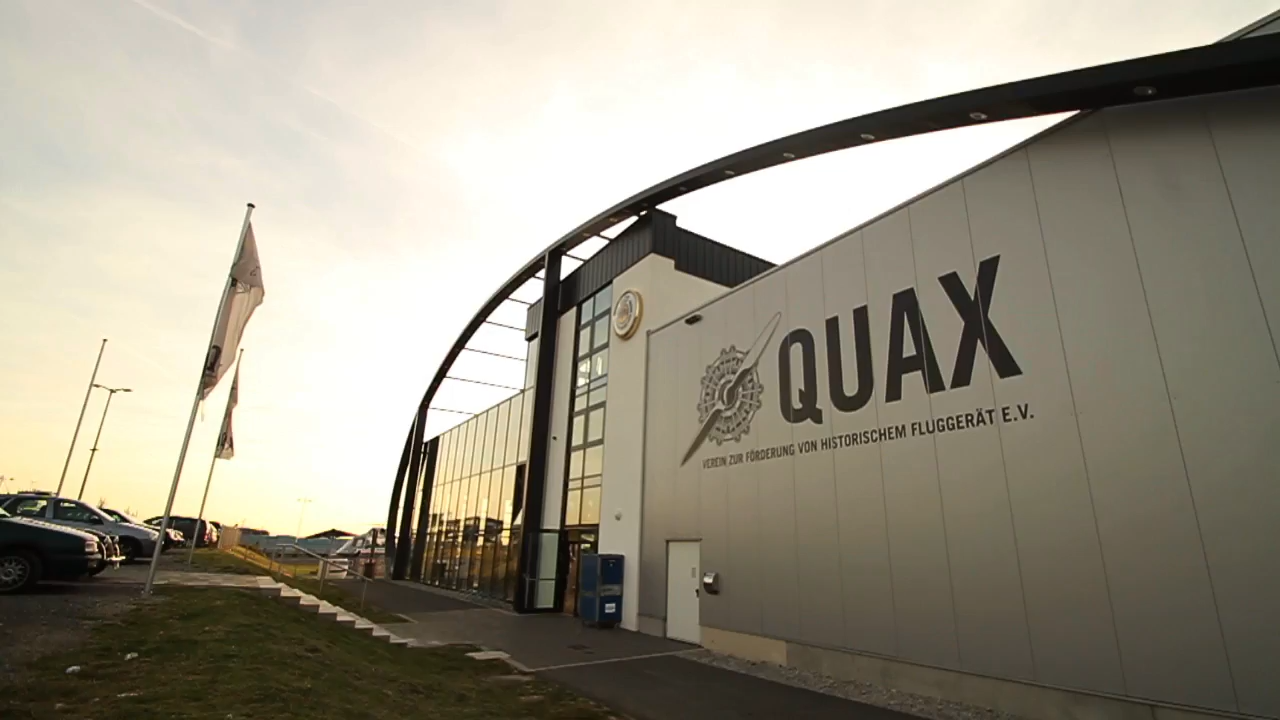 QUAX
VEREIN ZUR FÖRDERUNG VON HISTORISCHEM FLUGGERÄT E.V.